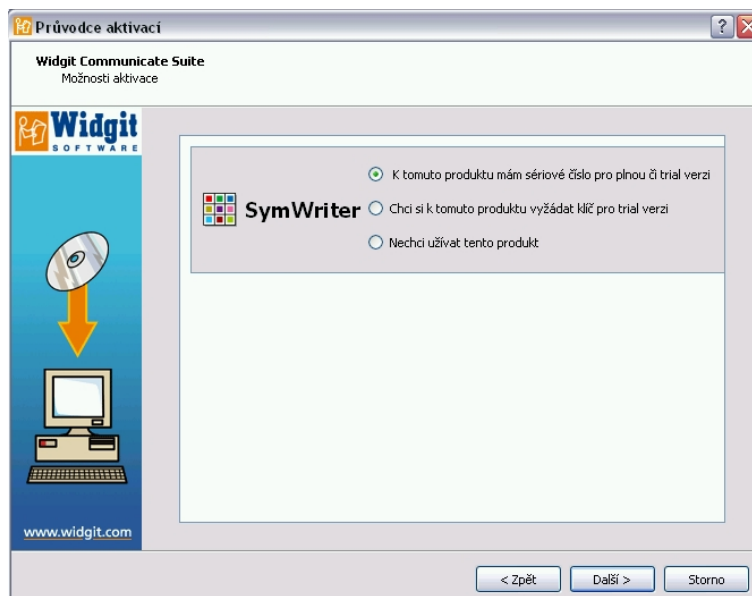 Průvodce aktivací
Widgit Communicate Suite
Možnosti aktivace
Widgit
SOFTWARE
K tomuto produktu mám sériové číslo pro plnou či trial verzi
SymWriter
Chci si k tomuto produktu vyžádat klíč pro trial verzi
Nechci užívat tento produkt
www.widgit.com
< Zpět
Další >
Storno